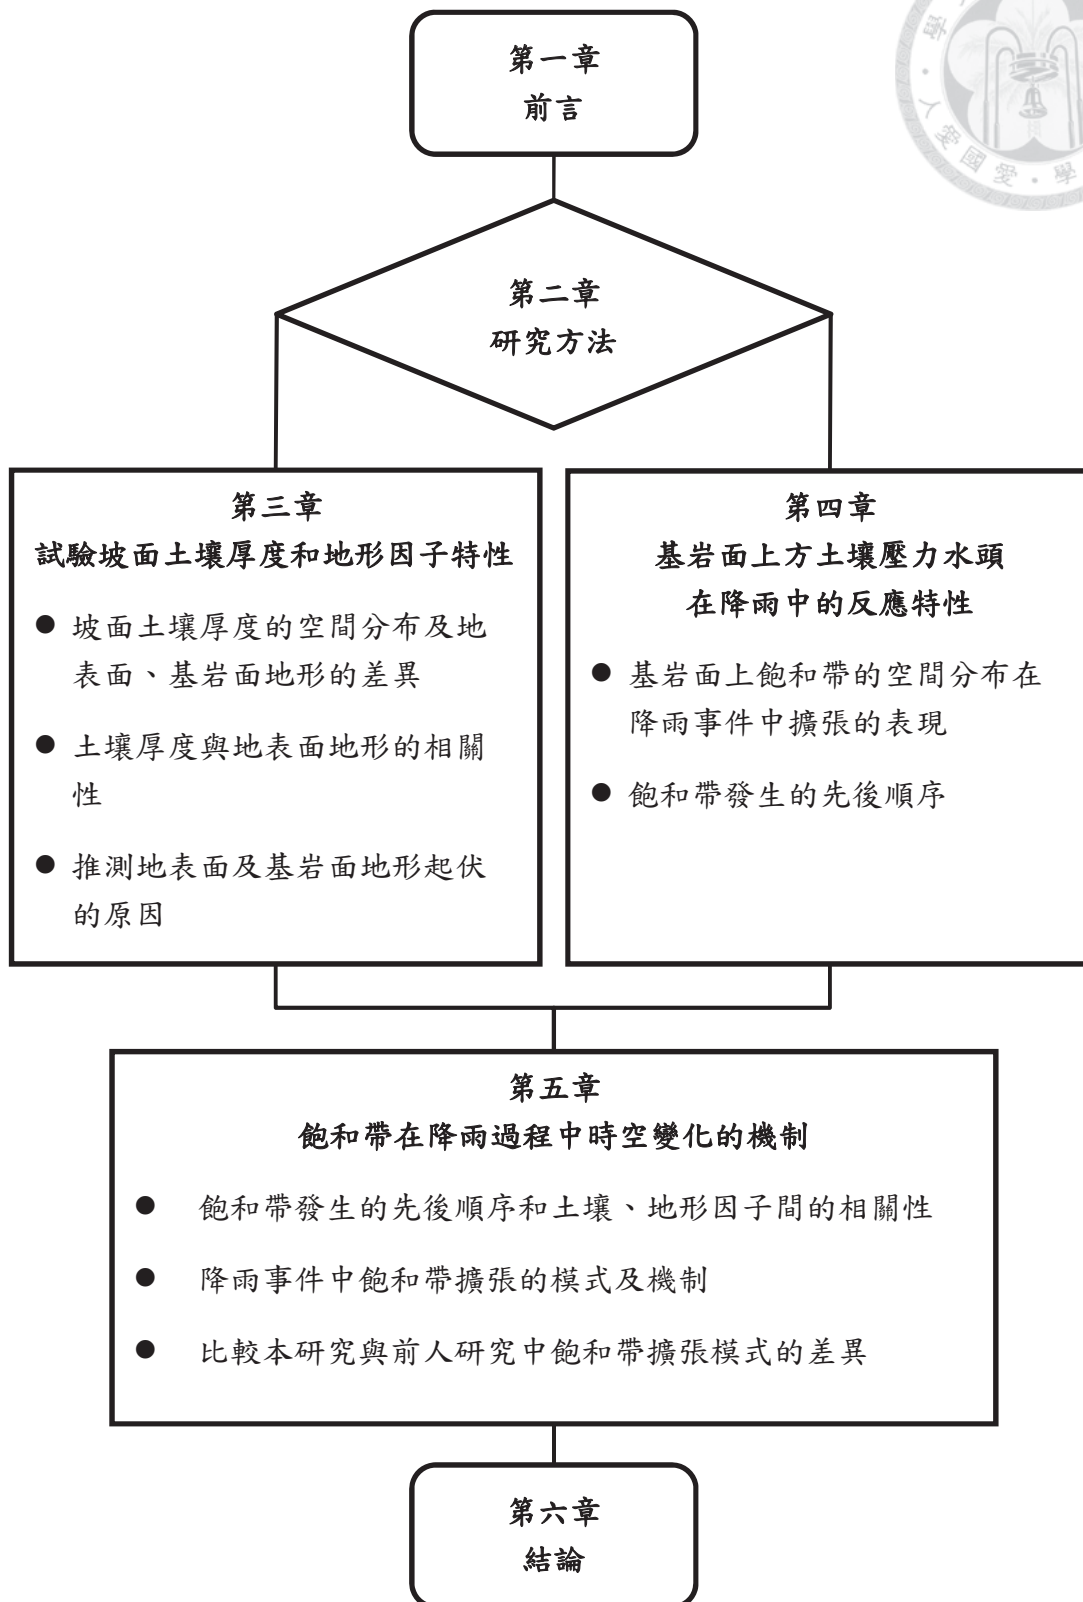 第一章
前言
第二章
研究方法
第三章
試驗坡面土壤厚度和地形因子特性
● 坡面土壤厚度的空間分布及地
表面、基岩面地形的差異
● 土壤厚度與地表面地形的相關
性
● 推測地表面及基岩面地形起伏
的原因
第四章
基岩面上方土壤壓力水頭
在降雨中的反應特性
● 基岩面上飽和帶的空間分布在
降雨事件中擴張的表現
● 飽和帶發生的先後順序
第五章
飽和帶在降雨過程中時空變化的機制
● 飽和帶發生的先後順序和土壤、地形因子間的相關性
● 降雨事件中飽和帶擴張的模式及機制
● 比較本研究與前人研究中飽和帶擴張模式的差異
第六章
結論
學
人愛國愛・學